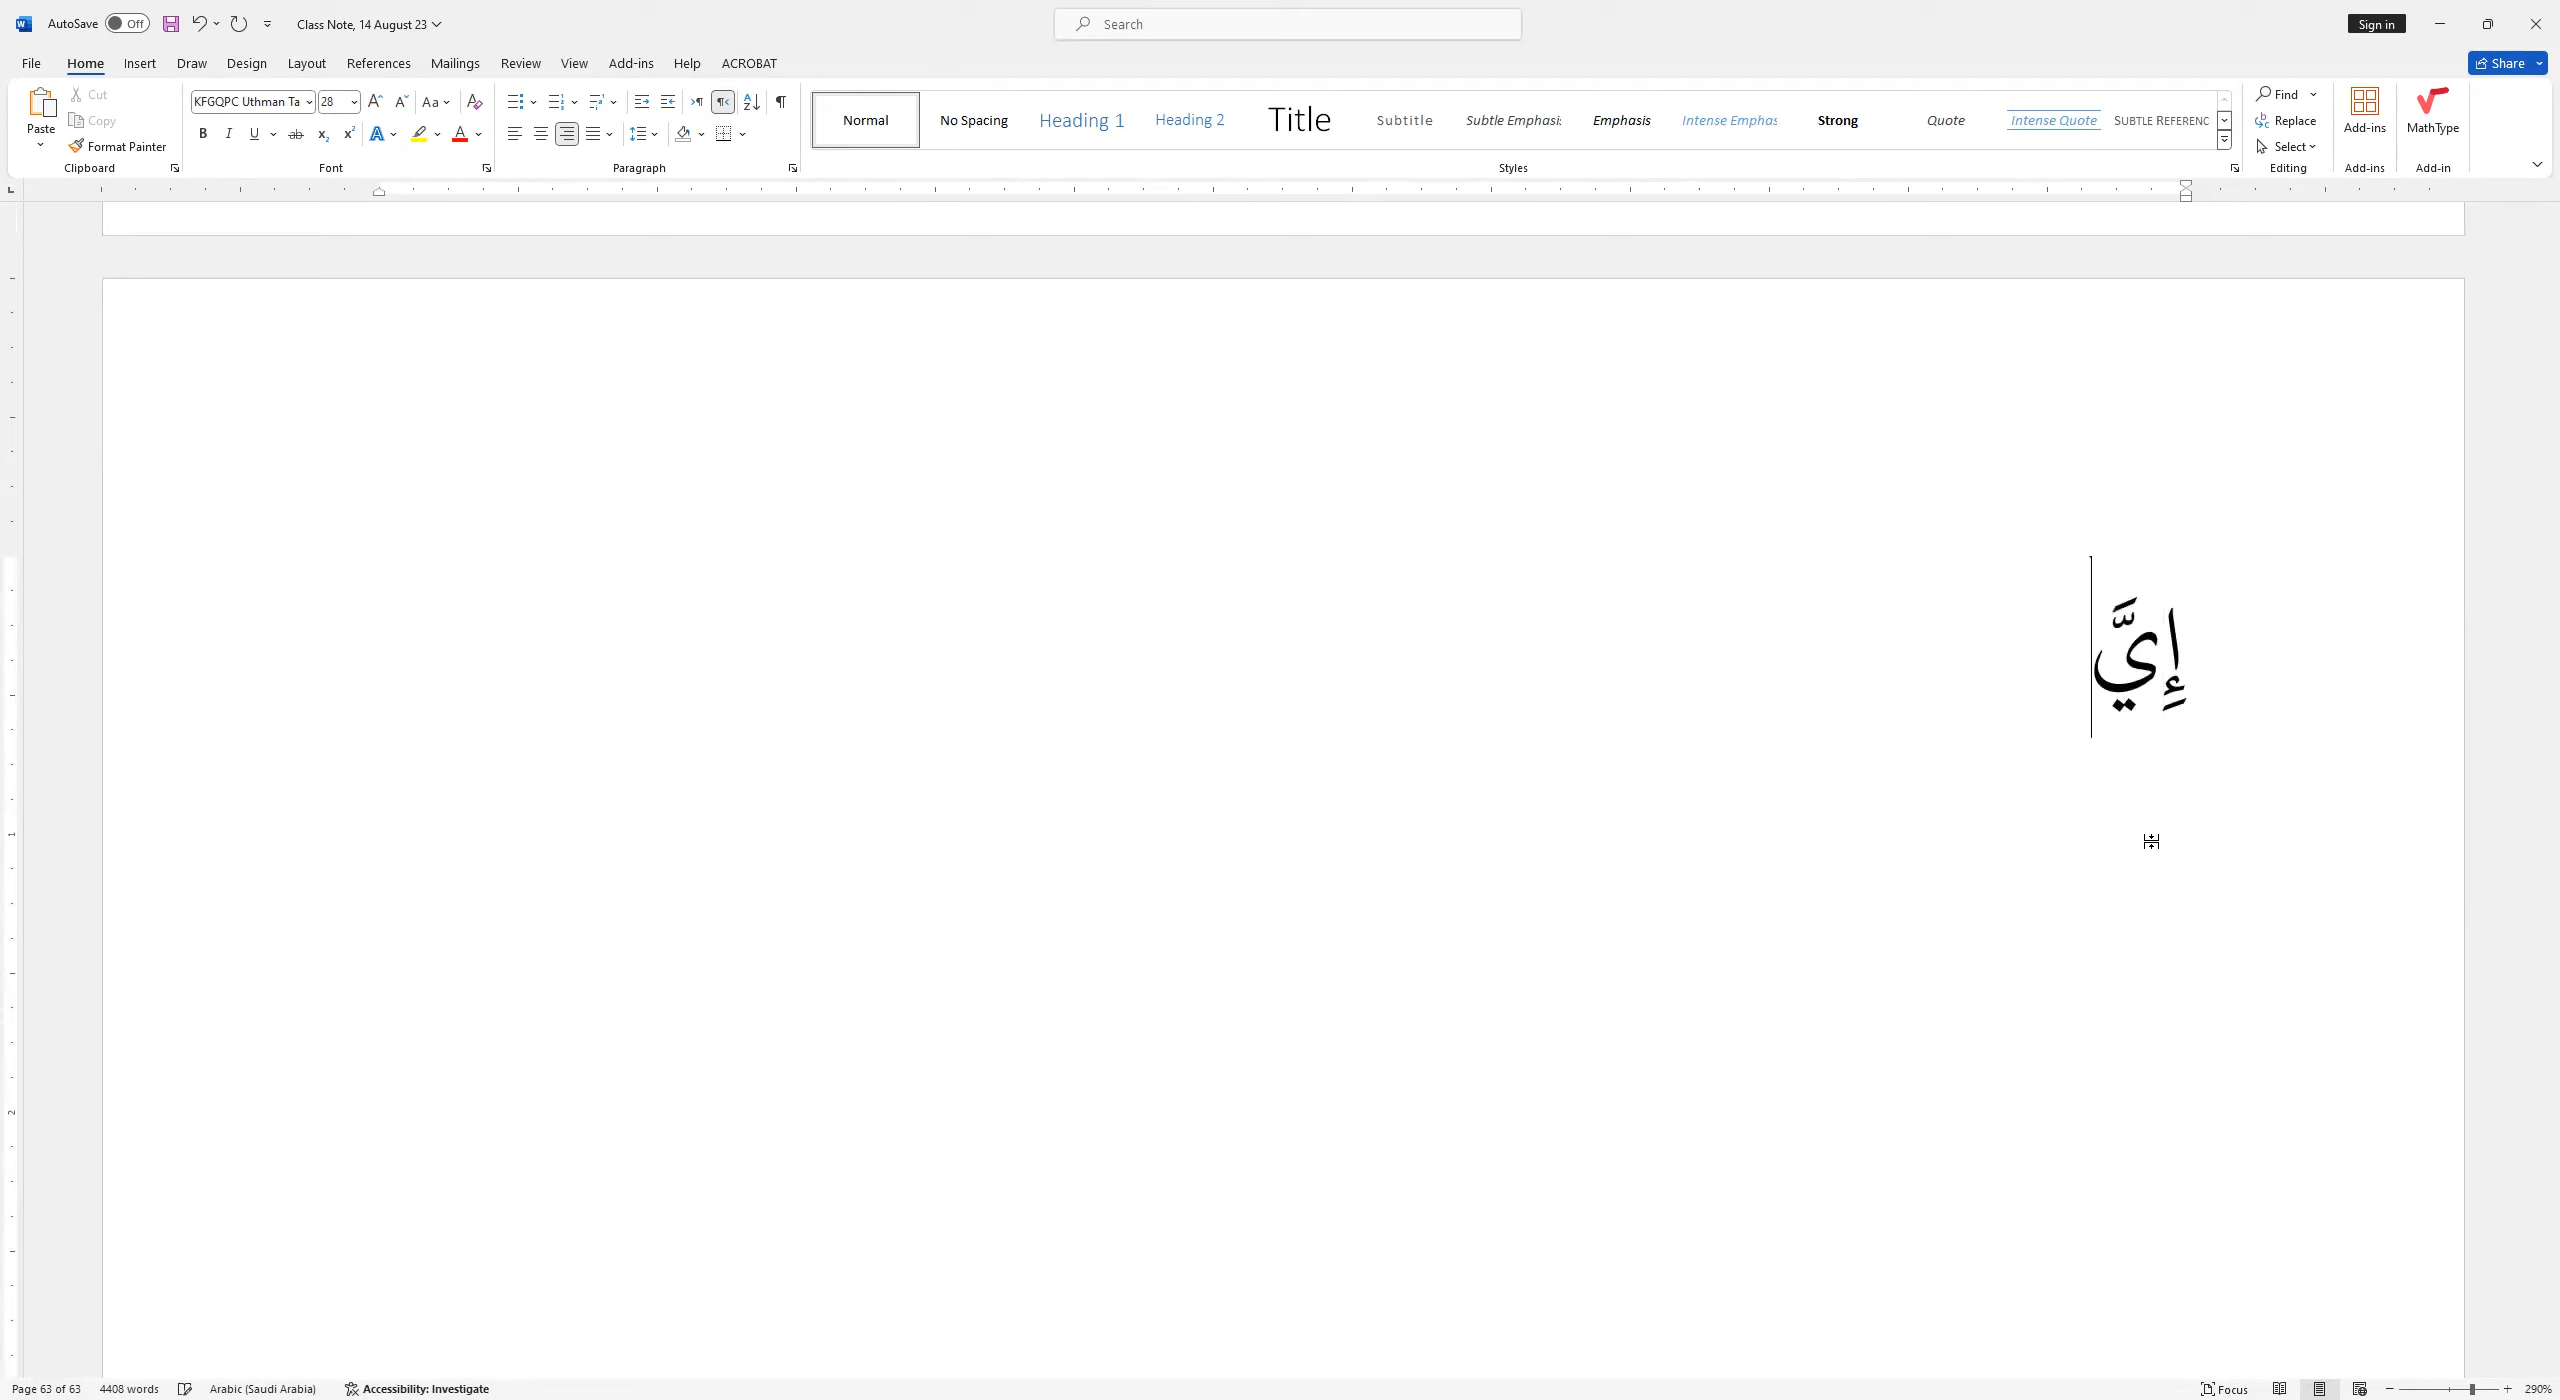 AutoSave Off Class Note, 14 August 23 Search Sign in
File Home Insert Draw Design Layout References Mailings Review View Add-ins Help ACROBAT Share
Paste Cut Copy Format Painter Clipboard
KFGQPC Uthman Ta 28 Aa Font
Paragraph
Normal No Spacing Heading 1 Heading 2 Title Subtitle Subtle Emphasis Emphasis Intense Emphas Strong Quote Intense Quote SUBTLE REFERENC Styles
Find Replace Select Editing
Add-ins Add-ins
MathType Add-in
إِيَّ
1
2
Page 63 of 63 4408 words Arabic (Saudi Arabia) Accessibility: Investigate Focus 290%